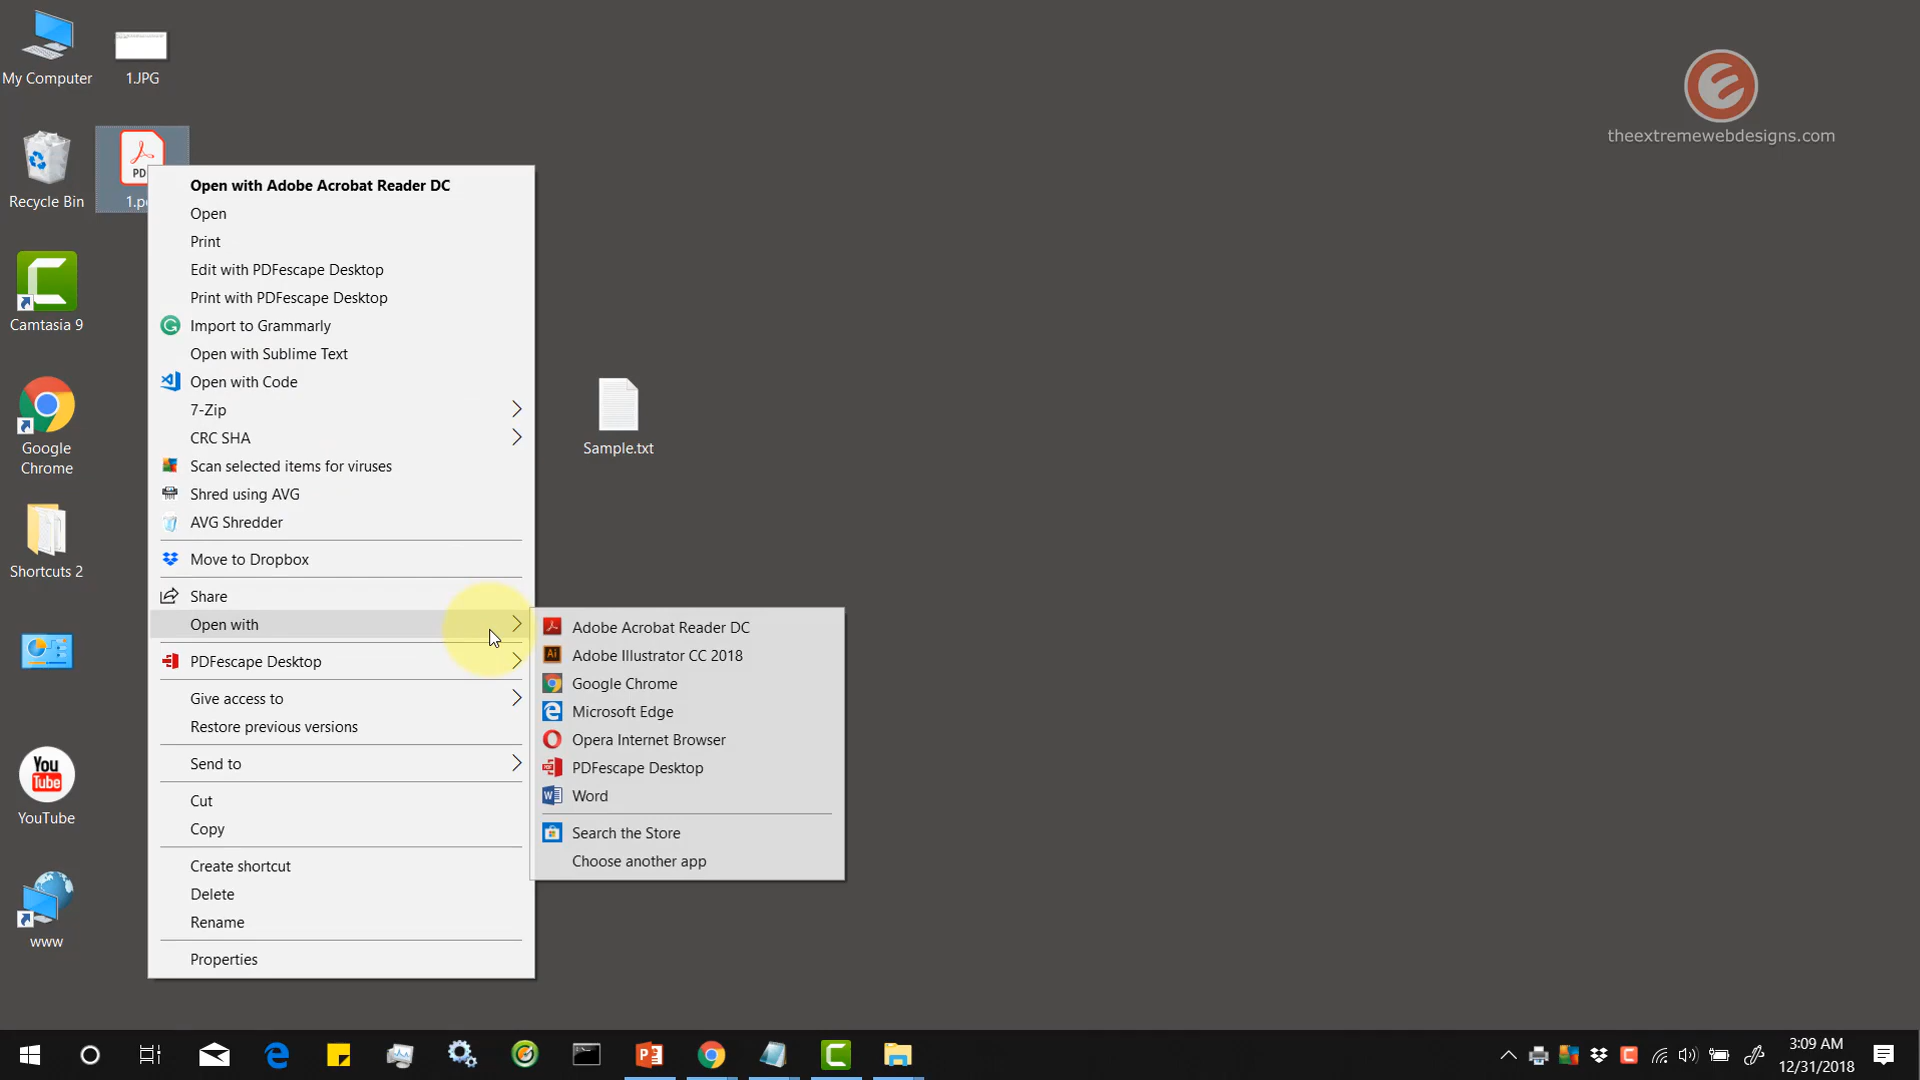 My Computer
1.JPG
theextremewebdesigns.com
Recycle Bin
PD
1.p
Camtasia 9
Google
Chrome
Shortcuts 2
You
Tube
YouTube
www
Open with Adobe Acrobat Reader DC
Open
Print
Edit with PDFescape Desktop
Print with PDFescape Desktop
Import to Grammarly
Open with Sublime Text
Open with Code
7-Zip
CRC SHA
Scan selected items for viruses
Shred using AVG
AVG Shredder
Move to Dropbox
Share
Open with
PDFescape Desktop
Give access to
Restore previous versions
Send to
Cut
Copy
Create shortcut
Delete
Rename
Properties
Adobe Acrobat Reader DC
Ai
Adobe Illustrator CC 2018
Google Chrome
Microsoft Edge
Opera Internet Browser
PDFescape Desktop
Word
Search the Store
Choose another app
Sample.txt
3:09 AM
12/31/2018